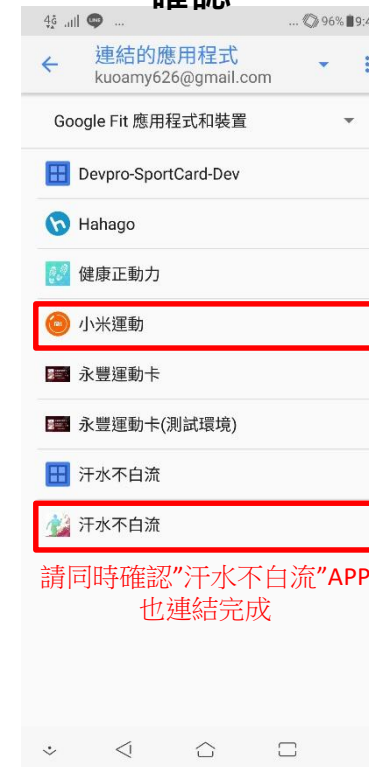 確認
4G ... ... 96% 9:4
連結的應用程式
kuoamy626@gmail.com
Google Fit 應用程式和裝置
Devpro-SportCard-Dev
Hahago
健康正動力
小米運動
永豐運動卡
永豐運動卡(測試環境)
汗水不白流
汗水不白流
請同時確認”汗水不白流”APP
也連結完成